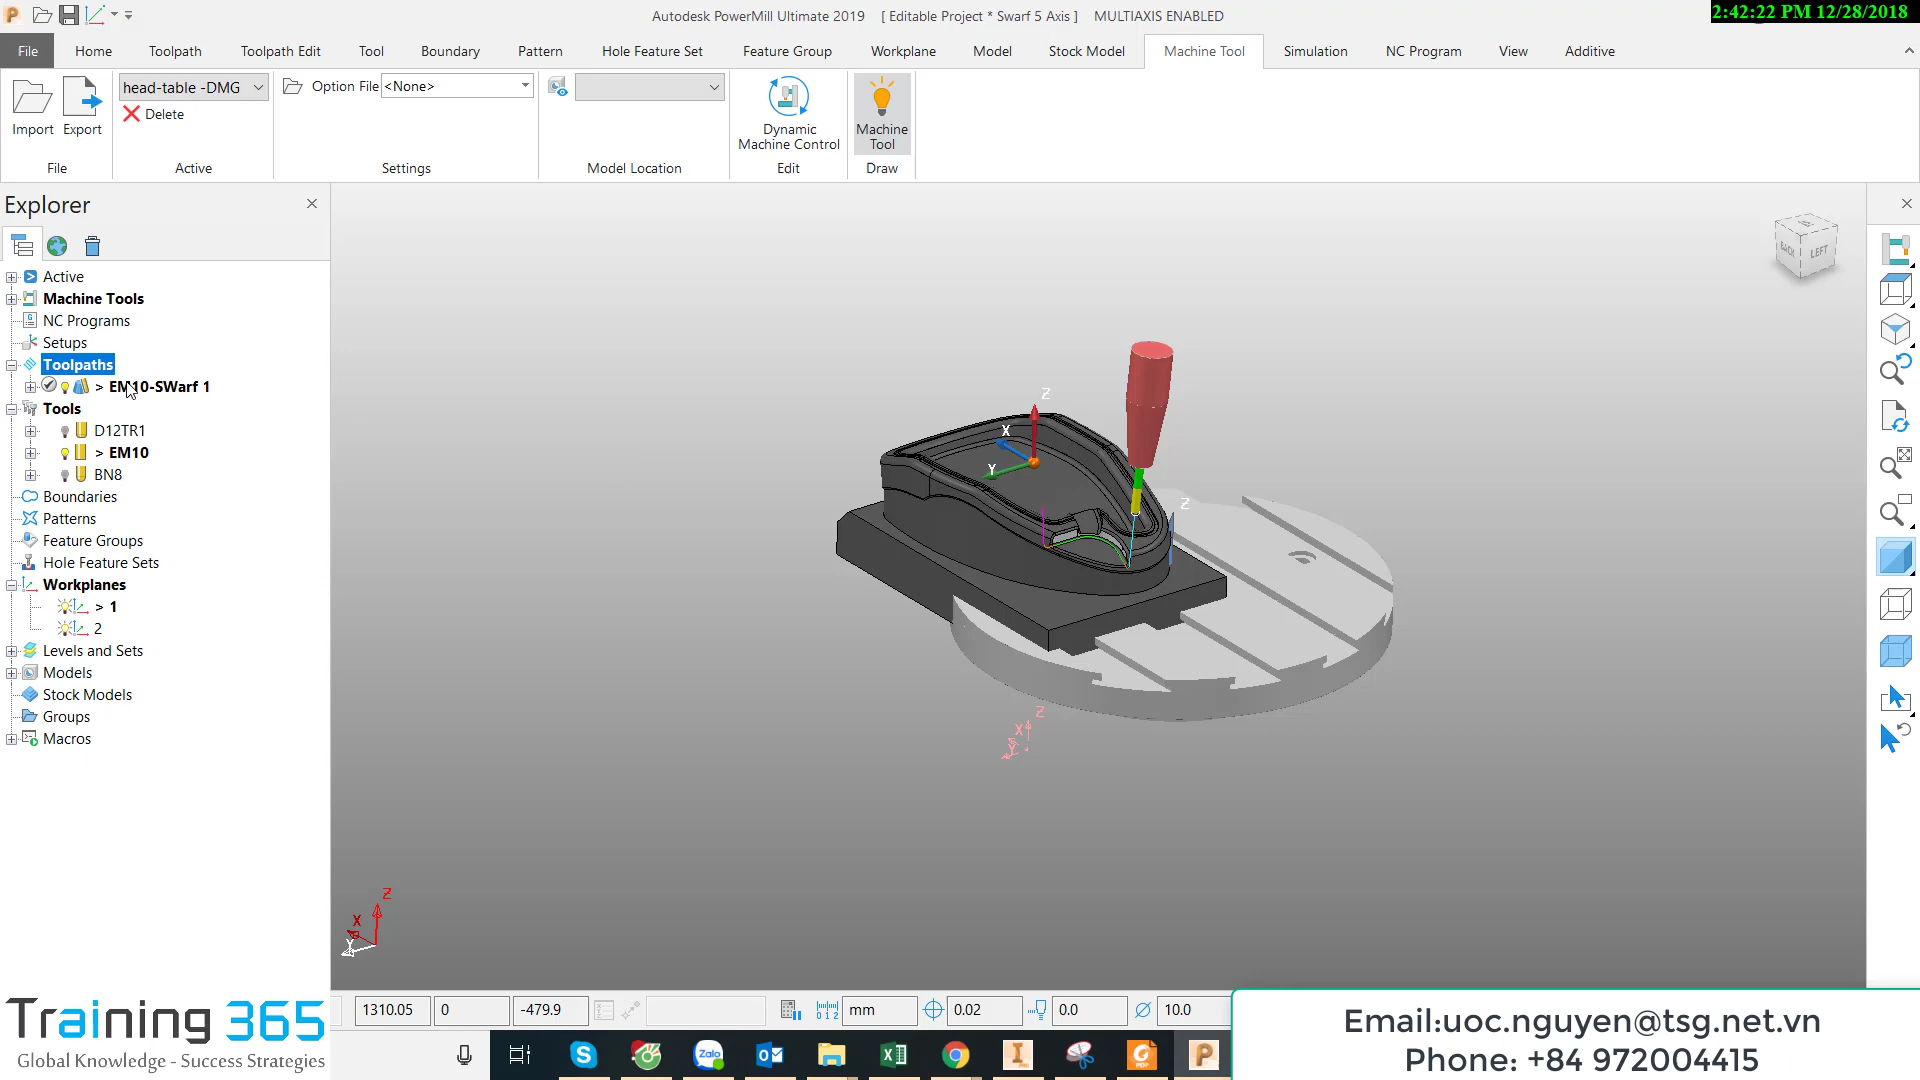 Autodesk PowerMill Ultimate 2019 [ Editable Project * Swarf 5 Axis ] MULTIAXIS ENABLED
2:42:22 PM 12/28/2018
File Home Toolpath Toolpath Edit Tool Boundary Pattern Hole Feature Set Feature Group Workplane Model Stock Model Machine Tool Simulation NC Program View Additive
Import Export
File
head-table -DMG
Delete
Active
Option File <None>
Settings
Model Location
Dynamic
Machine Control
Edit
Machine
Tool
Draw
Explorer
Active
Machine Tools
NC Programs
Setups
Toolpaths
> EM10-SWarf 1
Tools
D12TR1
> EM10
BN8
Boundaries
Patterns
Feature Groups
Hole Feature Sets
Workplanes
> 1
2
Levels and Sets
Models
Stock Models
Groups
Macros
BACK LEFT
Z
X
Y
Z
Z
X
Y
Z
X
Y
1310.05 0 -479.9 mm 0.02 0.0 10.0
Training 365
Global Knowledge - Success Strategies
Zalo
Email:uoc.nguyen@tsg.net.vn
Phone: +84 972004415